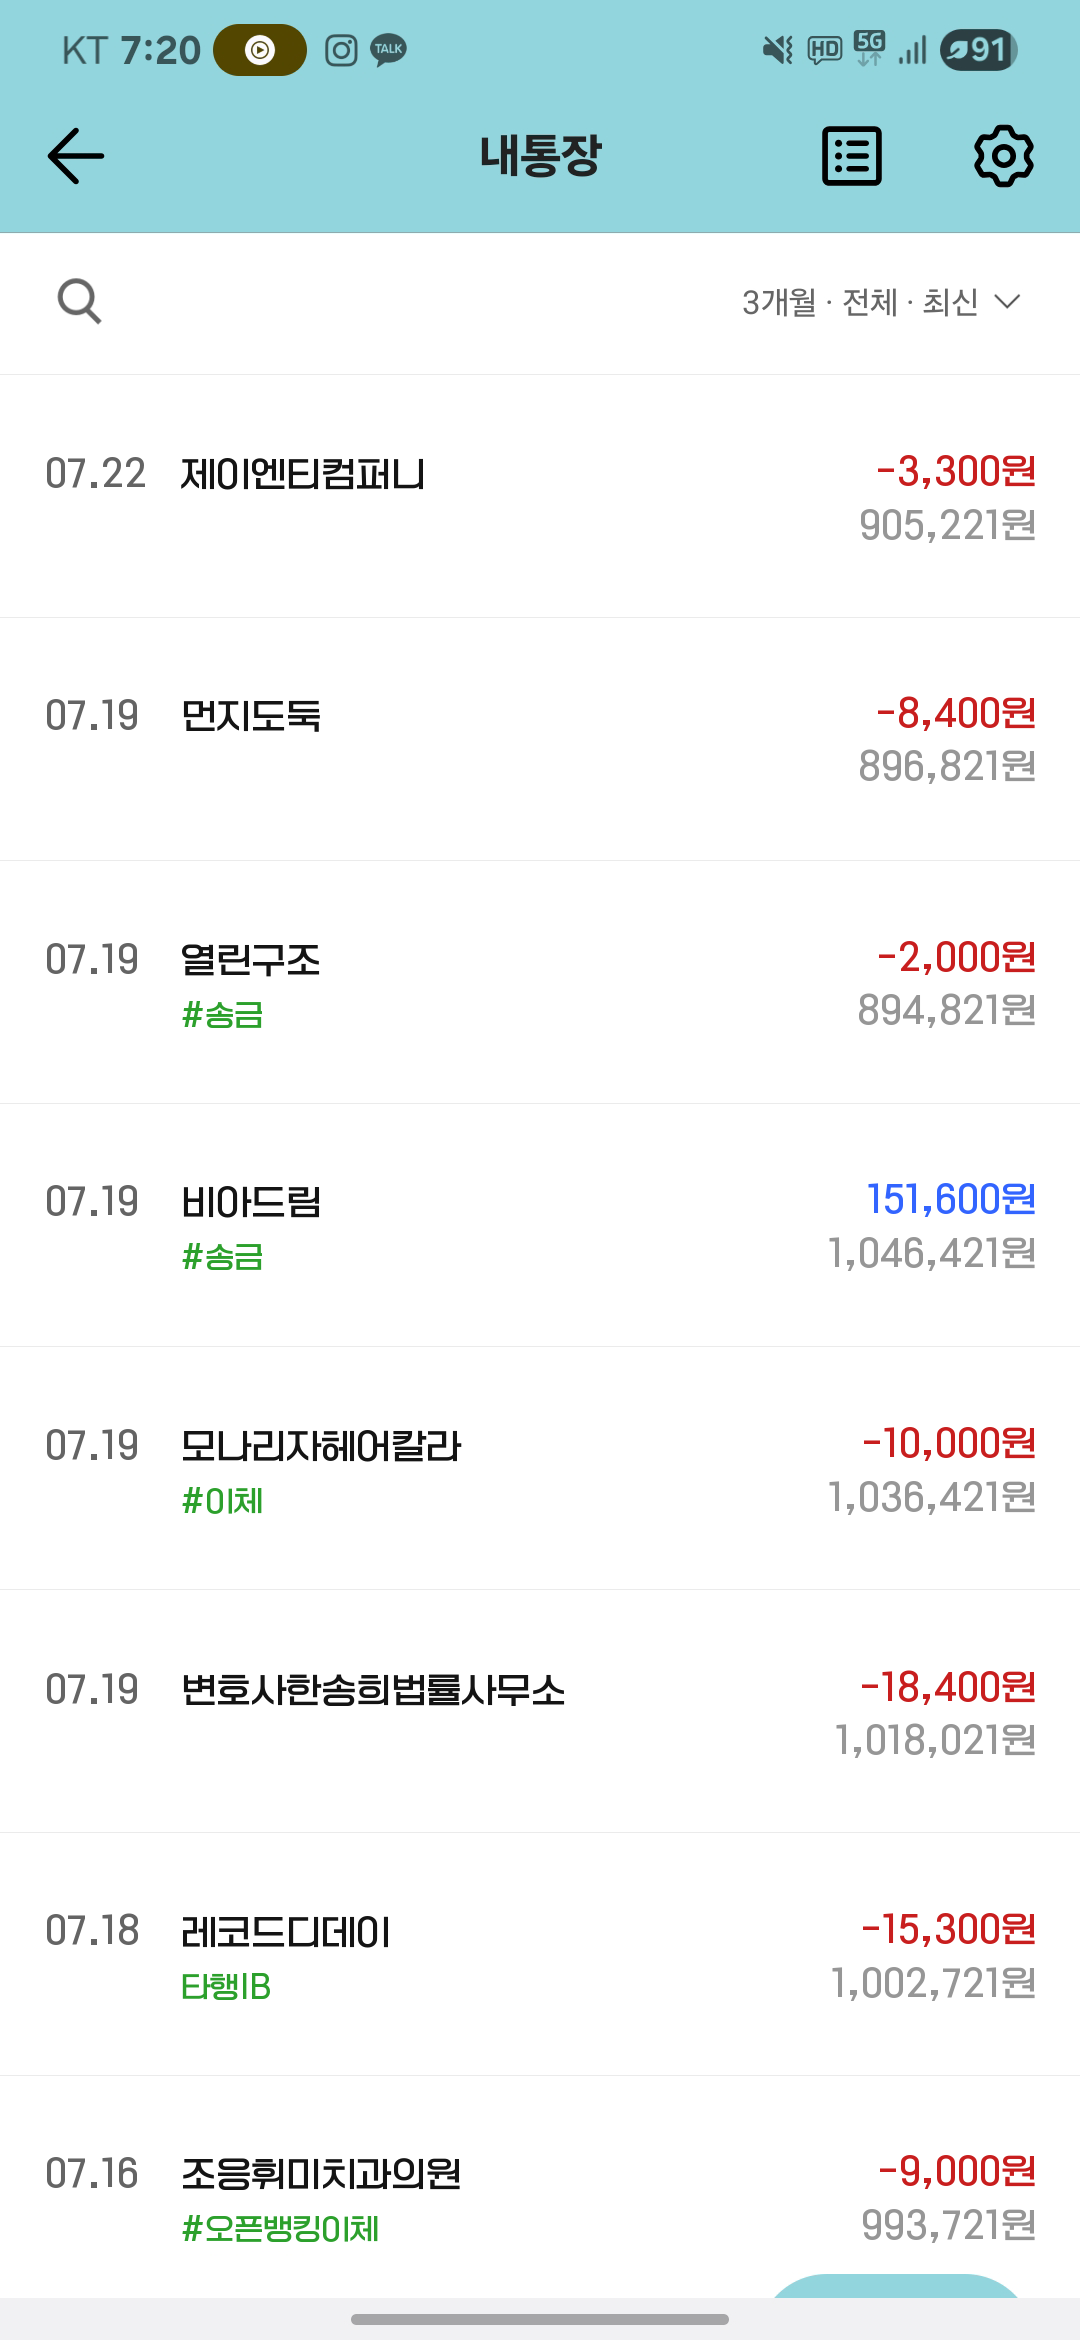 KT 7:20 TALK HD 5G 91
내통장
3개월 · 전체 · 최신
07.22 제이엔티컴퍼니 -3,300원
905,221원
07.19 먼지도둑 -8,400원
896,821원
07.19 열린구조 -2,000원
#송금 894,821원
07.19 비아드림 151,600원
#송금 1,046,421원
07.19 모나리자헤어칼라 -10,000원
#이체 1,036,421원
07.19 변호사한송희법률사무소 -18,400원
1,018,021원
07.18 레코드디데이 -15,300원
타행IB 1,002,721원
07.16 조응휘미치과의원 -9,000원
#오픈뱅킹이체 993,721원